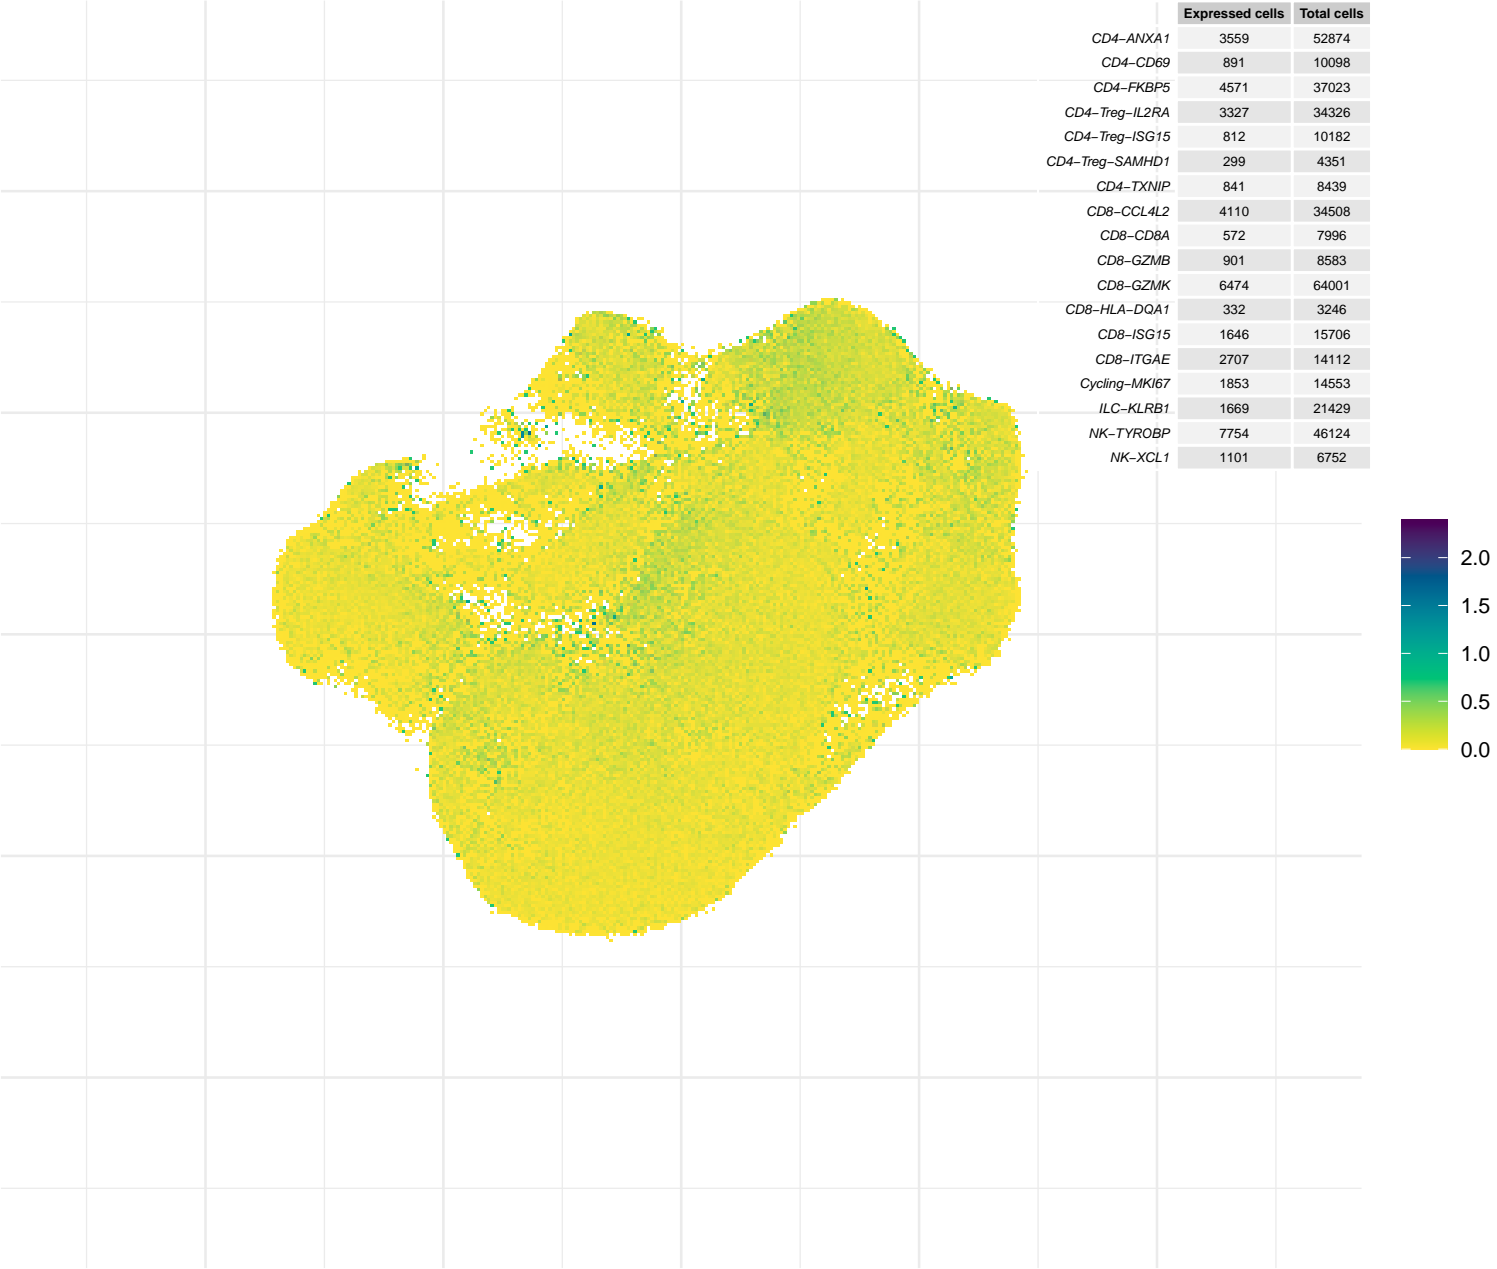 Expressed cells Total cells
CD4−ANXA1 3559 52874
CD4−CD69 891 10098
CD4−FKBP5 4571 37023
CD4−Treg−IL2RA 3327 34326
CD4−Treg−ISG15 812 10182
CD4−Treg−SAMHD1 299 4351
CD4−TXNIP 841 8439
CD8−CCL4L2 4110 34508
CD8−CD8A 572 7996
CD8−GZMB 901 8583
CD8−GZMK 6474 64001
CD8−HLA−DQA1 332 3246
CD8−ISG15 1646 15706
CD8−ITGAE 2707 14112
Cycling−MKI67 1853 14553
ILC−KLRB1 1669 21429
NK−TYROBP 7754 46124
NK−XCL1 1101 6752
2.0
1.5
1.0
0.5
0.0